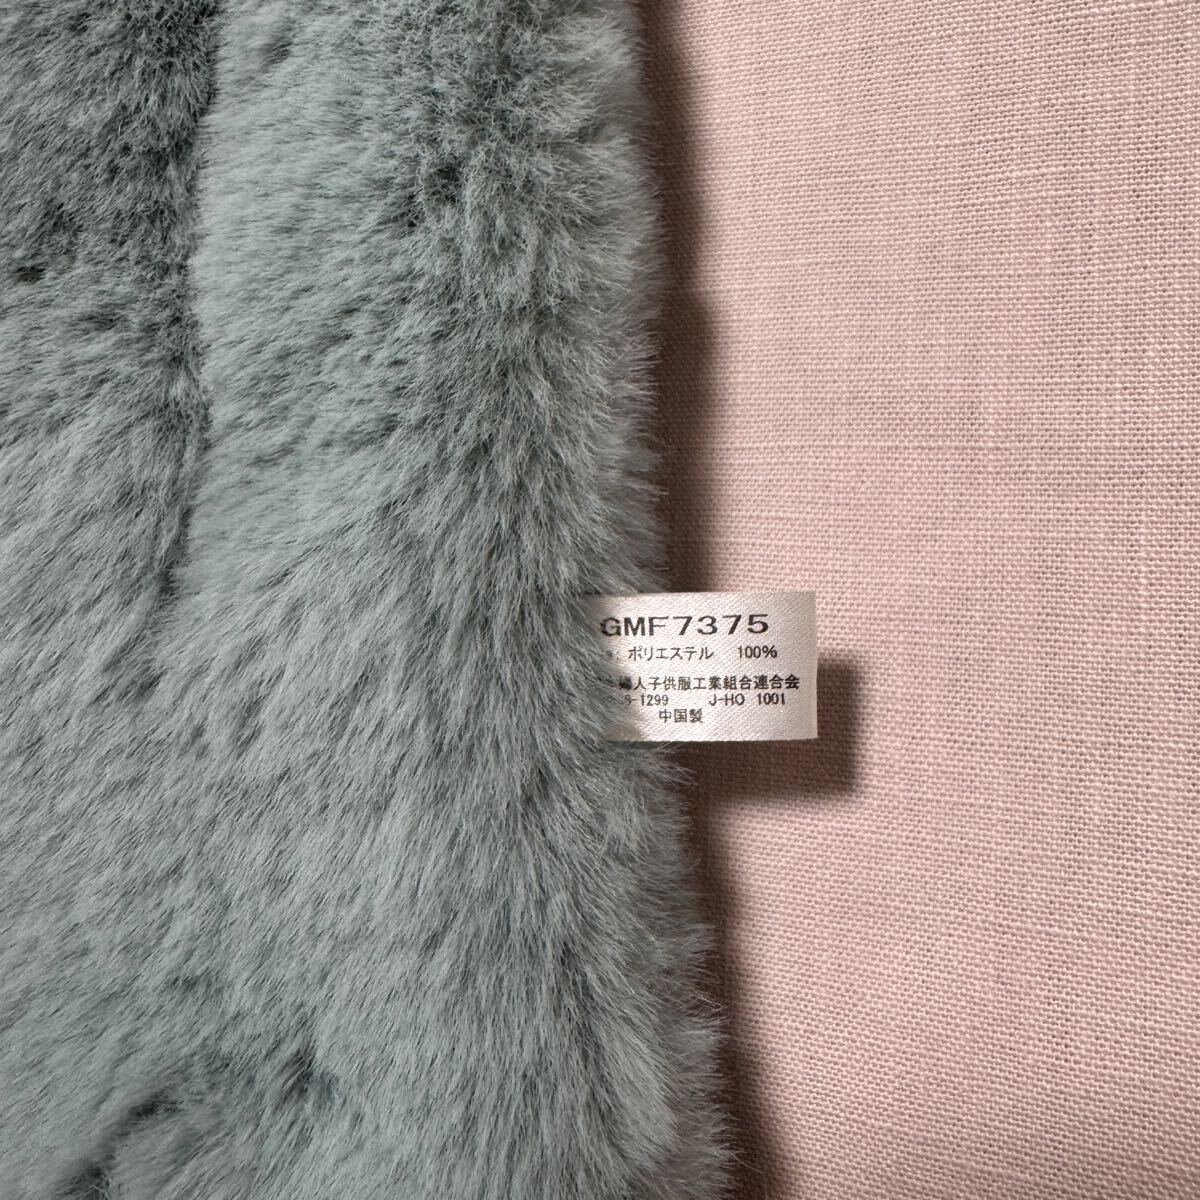 GMF7375
ポリエステル 100%
婦人子供服工業組合連合会
-1299 J-HO 1001
中国製